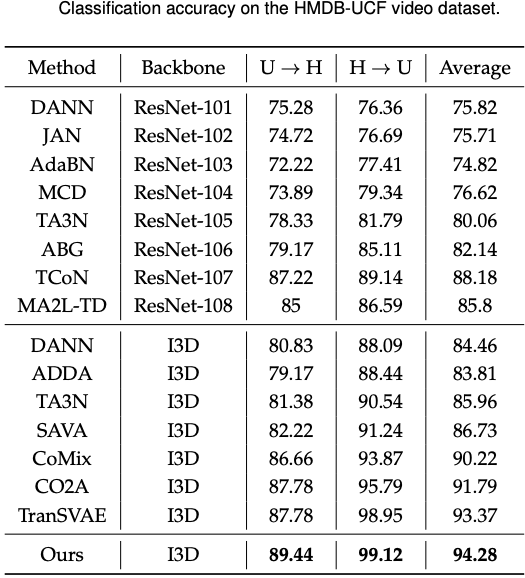 Classification accuracy on the HMDB-UCF video dataset.
Method Backbone U → H H → U Average
DANN ResNet-101 75.28 76.36 75.82
JAN ResNet-102 74.72 76.69 75.71
AdaBN ResNet-103 72.22 77.41 74.82
MCD ResNet-104 73.89 79.34 76.62
TA3N ResNet-105 78.33 81.79 80.06
ABG ResNet-106 79.17 85.11 82.14
TCoN ResNet-107 87.22 89.14 88.18
MA2L-TD ResNet-108 85 86.59 85.8
DANN I3D 80.83 88.09 84.46
ADDA I3D 79.17 88.44 83.81
TA3N I3D 81.38 90.54 85.96
SAVA I3D 82.22 91.24 86.73
CoMix I3D 86.66 93.87 90.22
CO2A I3D 87.78 95.79 91.79
TranSVAE I3D 87.78 98.95 93.37
Ours I3D 89.44 99.12 94.28